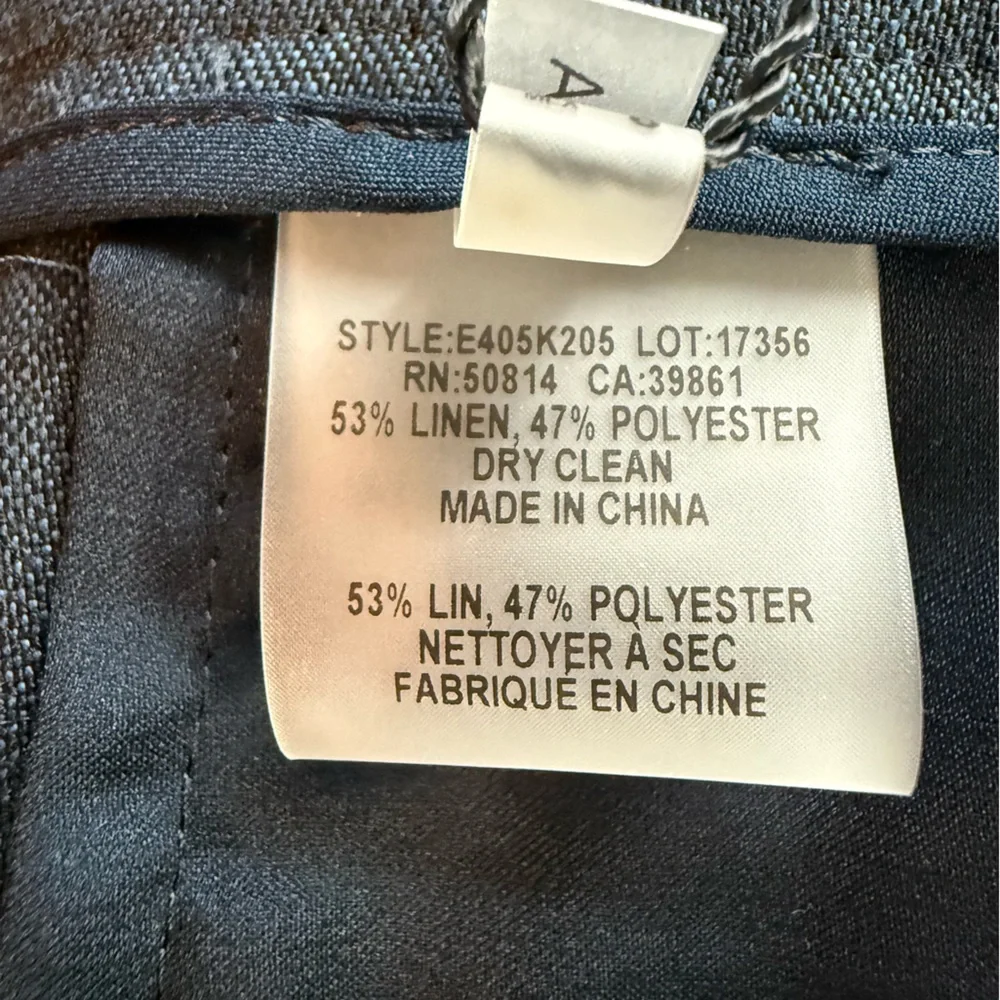 A
STYLE:E405K205 LOT:17356
RN:50814 CA:39861
53% LINEN, 47% POLYESTER
DRY CLEAN
MADE IN CHINA
53% LIN, 47% POLYESTER
NETTOYER À SEC
FABRIQUÉ EN CHINE